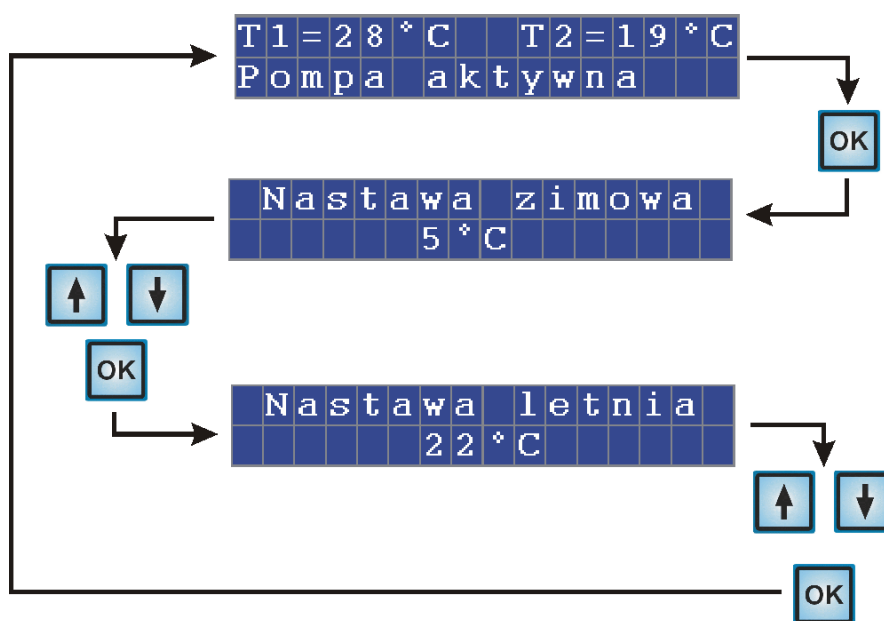 T1=28°C T2=19°C
Pompa aktywna
OK
Nastawa zimowa
5°C
OK
Nastawa letnia
22°C
OK